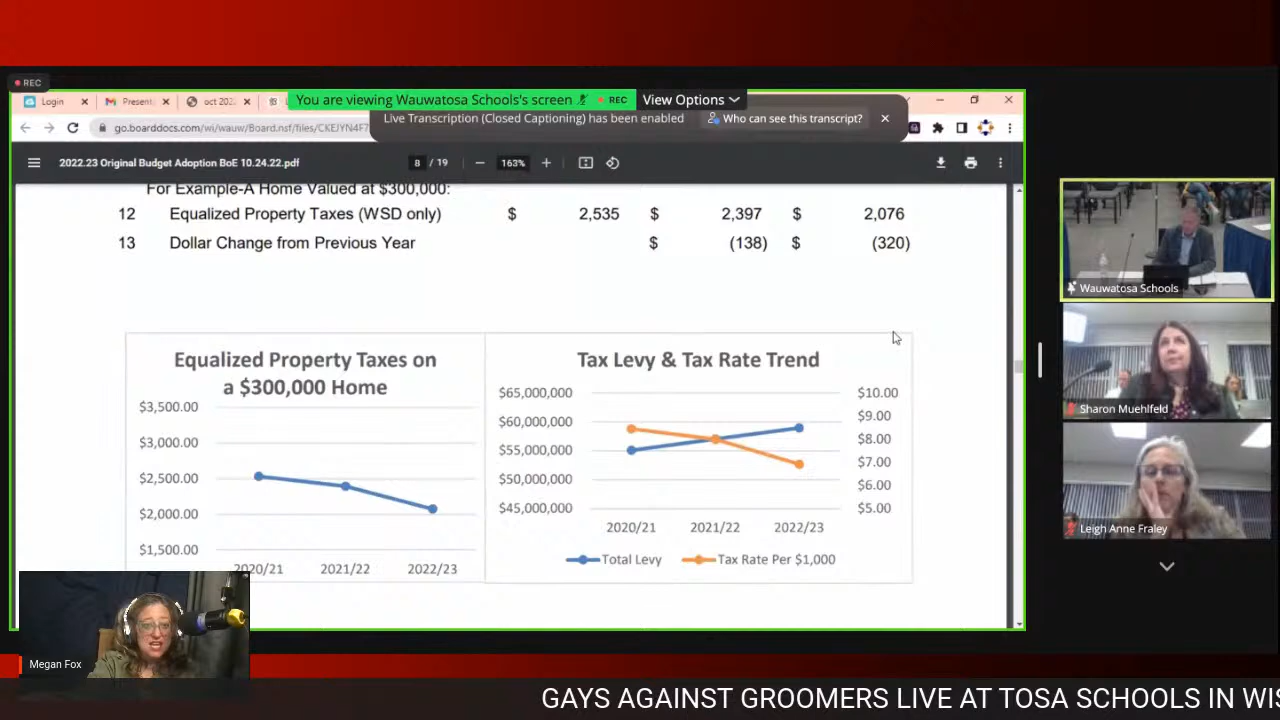 REC
Login
Present
oct 202
You are viewing Wauwatosa Schools's screen
REC
View Options
Live Transcription (Closed Captioning) has been enabled
Who can see this transcript?
go.boarddocs.com/wi/wauw/Board.nsf/files/CKEJYN4F7
2022.23 Original Budget Adoption BoE 10.24.22.pdf
8 / 19
163%
For Example-A Home Valued at $300,000:
12 Equalized Property Taxes (WSD only) $ 2,535 $ 2,397 $ 2,076
13 Dollar Change from Previous Year $ (138) $ (320)
Equalized Property Taxes on
a $300,000 Home
$3,500.00
$3,000.00
$2,500.00
$2,000.00
$1,500.00
2020/21 2021/22 2022/23
Tax Levy & Tax Rate Trend
$65,000,000
$60,000,000
$55,000,000
$50,000,000
$45,000,000
$10.00
$9.00
$8.00
$7.00
$6.00
$5.00
2020/21 2021/22 2022/23
Total Levy Tax Rate Per $1,000
Wauwatosa Schools
Sharon Muehlfeld
Leigh Anne Fraley
Megan Fox
GAYS AGAINST GROOMERS LIVE AT TOSA SCHOOLS IN WIS